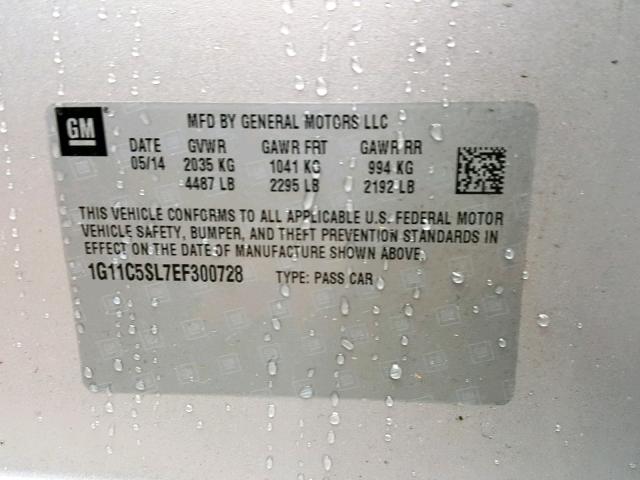 GM
MFD BY GENERAL MOTORS LLC
DATE GVWR GAWR FRT GAWR RR
05/14 2035 KG 1041 KG 994 KG
4487 LB 2295 LB 2192 LB
THIS VEHICLE CONFORMS TO ALL APPLICABLE U.S. FEDERAL MOTOR
VEHICLE SAFETY, BUMPER, AND THEFT PREVENTION STANDARDS IN
EFFECT ON THE DATE OF MANUFACTURE SHOWN ABOVE.
1G11C5SL7EF300728 TYPE: PASS CAR